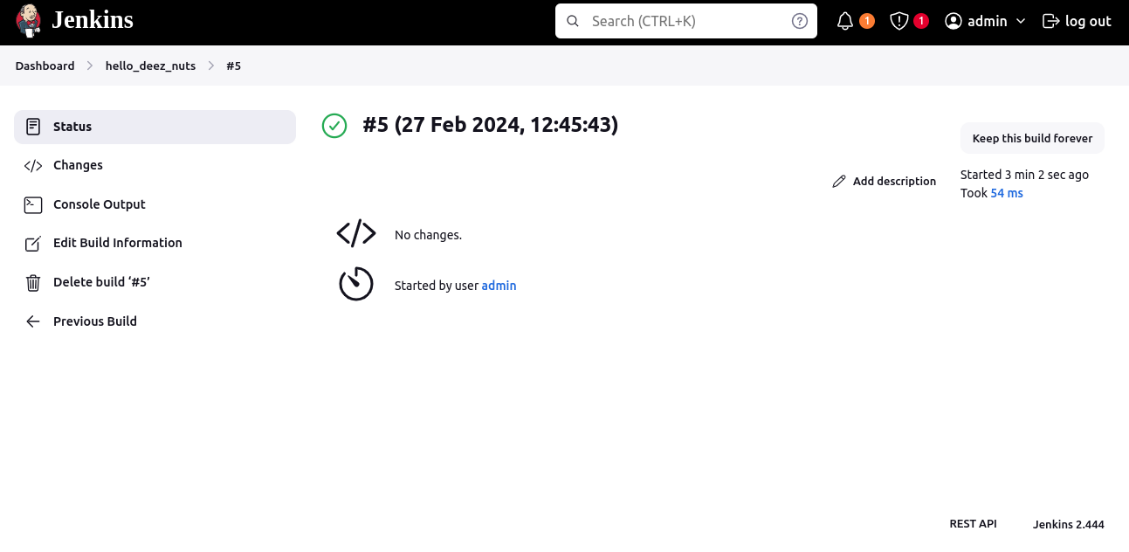 Jenkins
Search (CTRL+K)
?
1
1
admin
log out
Dashboard
hello_deez_nuts
#5
Status
Changes
Console Output
Edit Build Information
Delete build ‘#5’
Previous Build
#5 (27 Feb 2024, 12:45:43)
Keep this build forever
Add description
Started 3 min 2 sec ago
Took 54 ms
No changes.
Started by user admin
REST API
Jenkins 2.444